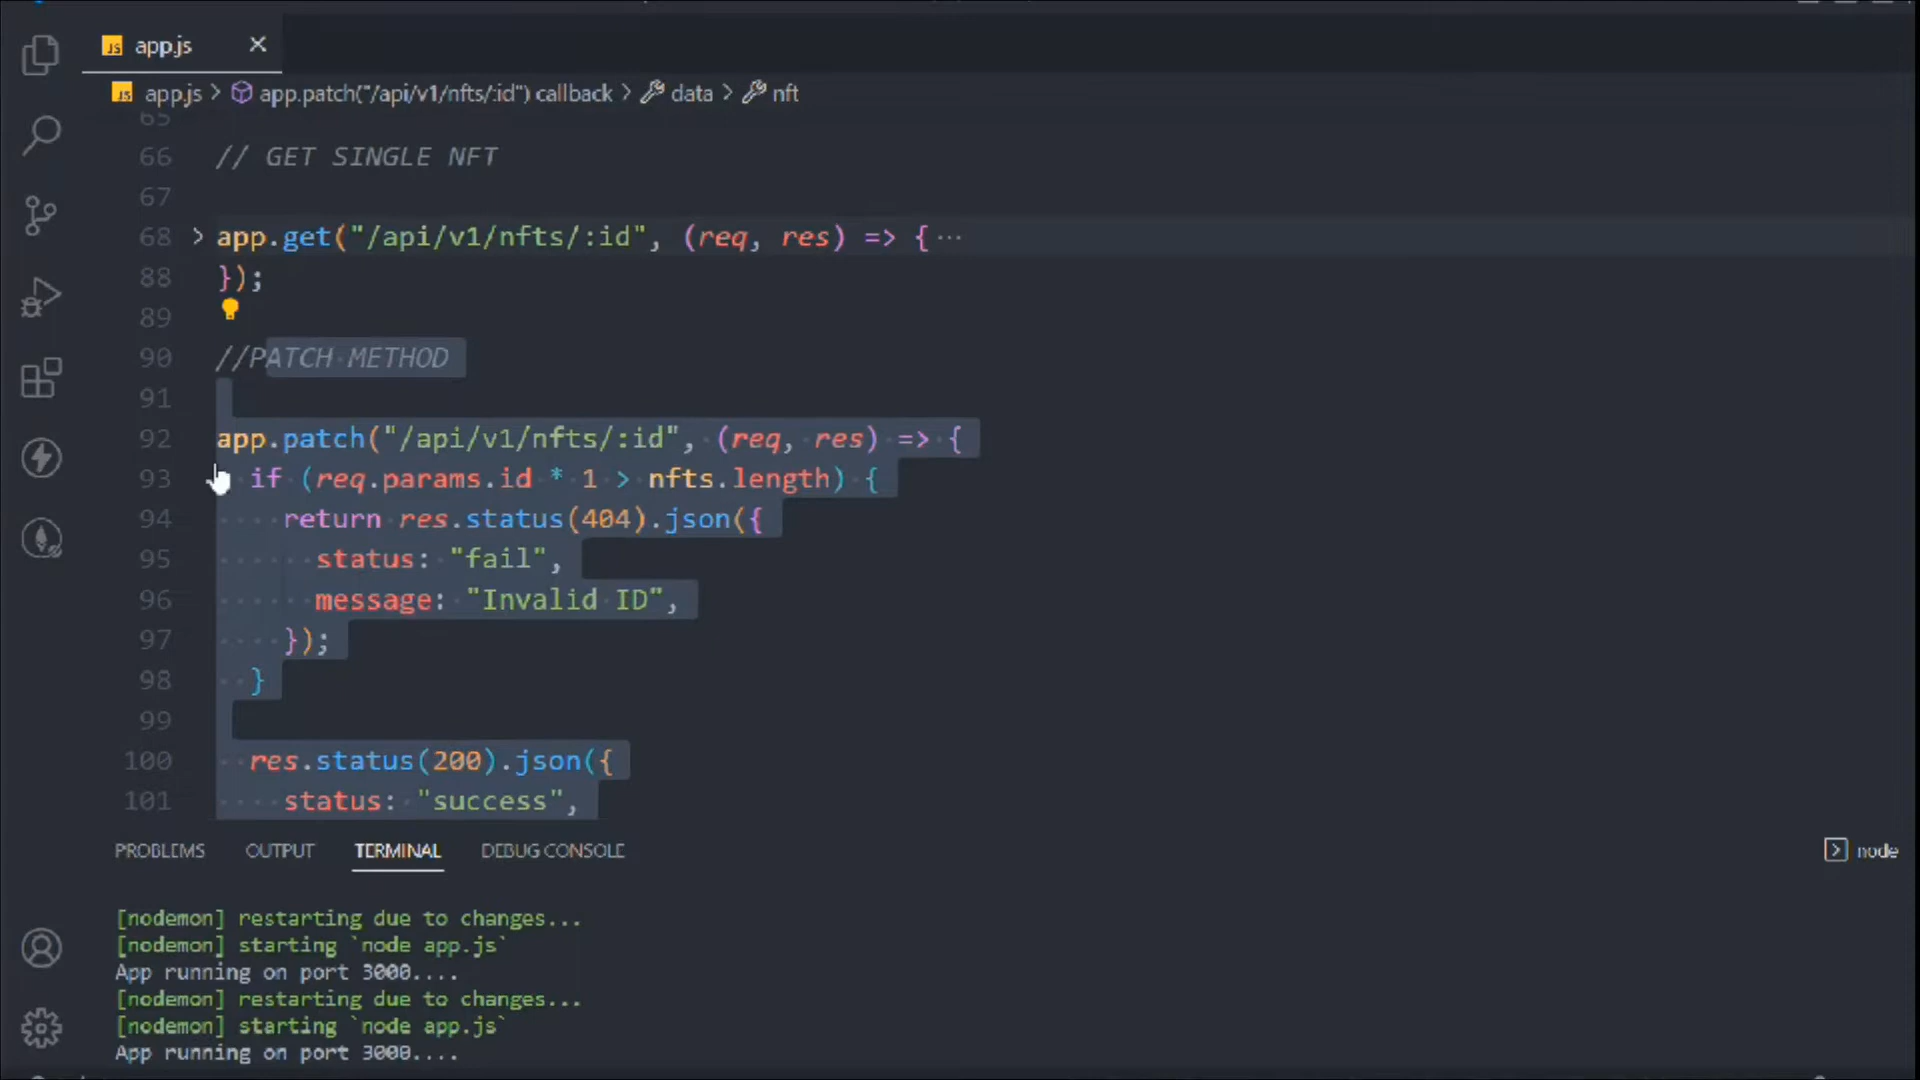 JS app.js
JS app.js > app.patch("/api/v1/nfts/:id") callback > data > nft
65
66 // GET SINGLE NFT
67
68 app.get("/api/v1/nfts/:id", (req, res) => { ...
88 });
89
90 //PATCH METHOD
91
92 app.patch("/api/v1/nfts/:id", (req, res) => {
93 if (req.params.id * 1 > nfts.length) {
94 return res.status(404).json({
95 status: "fail",
96 message: "Invalid ID",
97 });
98 }
99
100 res.status(200).json({
101 status: "success",
PROBLEMS OUTPUT TERMINAL DEBUG CONSOLE node
[nodemon] restarting due to changes...
[nodemon] starting `node app.js`
App running on port 3000....
[nodemon] restarting due to changes...
[nodemon] starting `node app.js`
App running on port 3000....